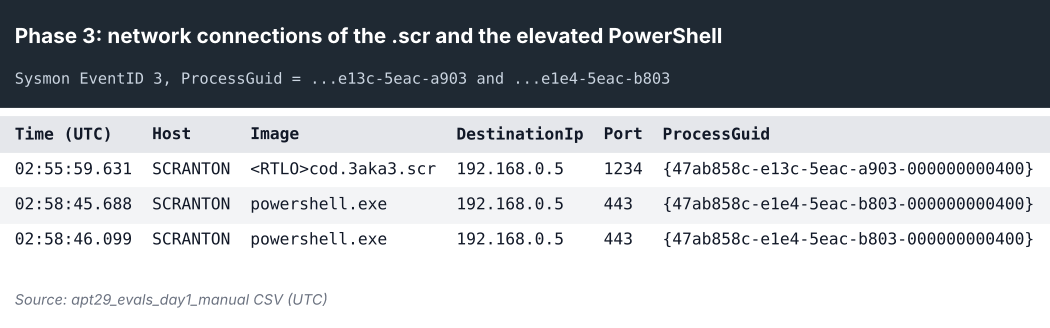 Phase 3: network connections of the .scr and the elevated PowerShell
Sysmon EventID 3, ProcessGuid = ...e13c-5eac-a903 and ...e1e4-5eac-b803
Time (UTC) Host Image DestinationIp Port ProcessGuid
02:55:59.631 SCRANTON <RTLO>cod.3aka3.scr 192.168.0.5 1234 {47ab858c-e13c-5eac-a903-000000000400}
02:58:45.688 SCRANTON powershell.exe 192.168.0.5 443 {47ab858c-e1e4-5eac-b803-000000000400}
02:58:46.099 SCRANTON powershell.exe 192.168.0.5 443 {47ab858c-e1e4-5eac-b803-000000000400}
Source: apt29_evals_day1_manual CSV (UTC)